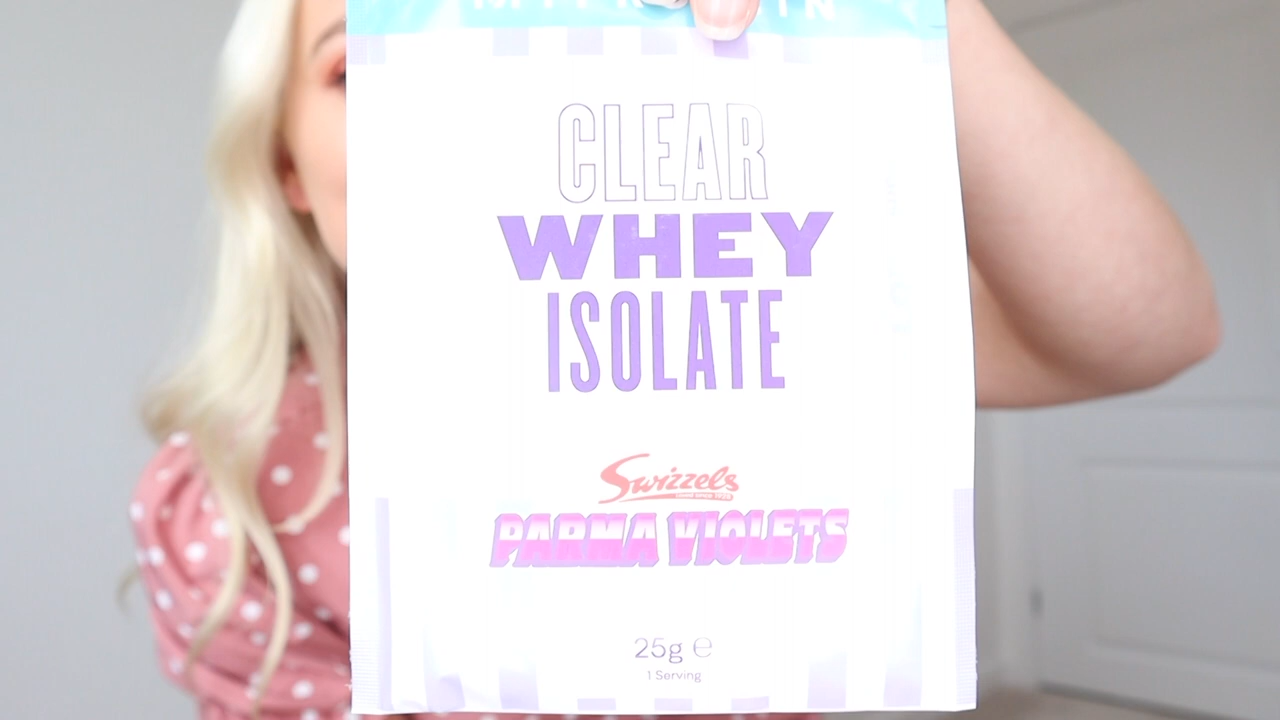 CLEAR
WHEY
ISOLATE
Swizzels
PARMA VIOLETS
25g ℮
1 Serving